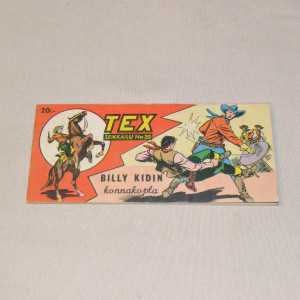 20:-
TEX
SEIKKAILU No 20
BILLY KIDIN
konnakopla